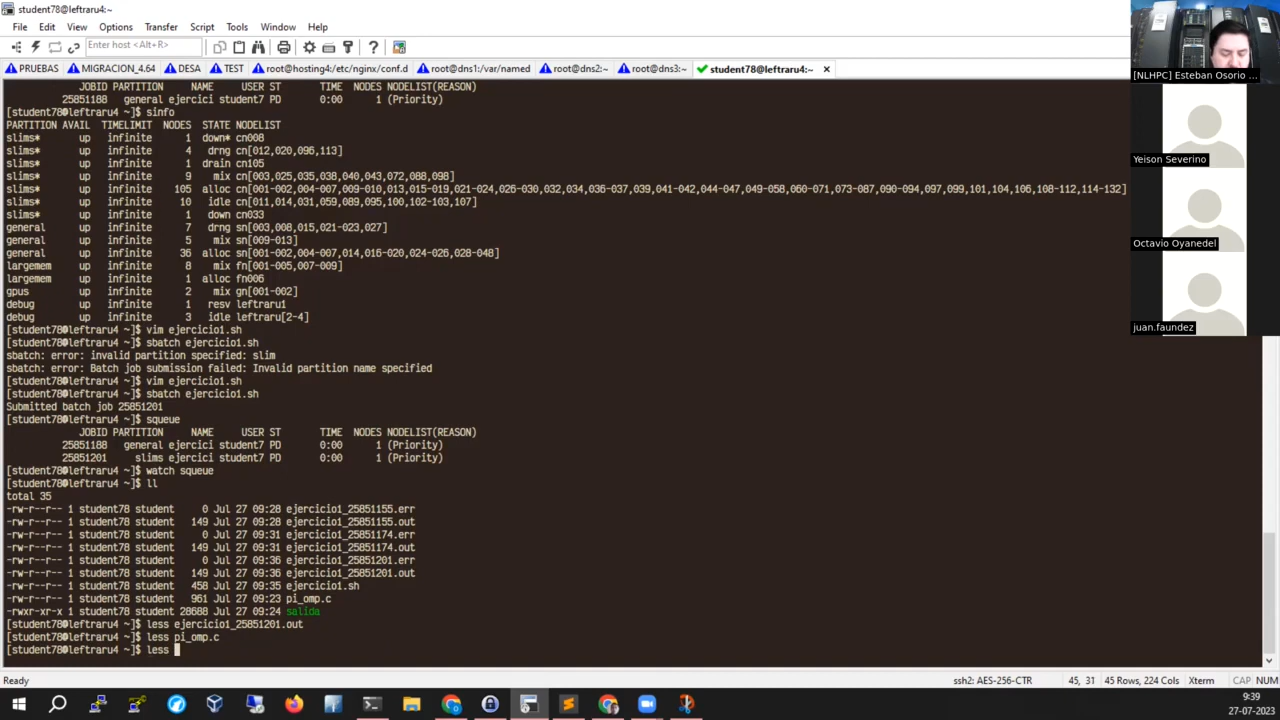 student78@leftraru4:~
File Edit View Options Transfer Script Tools Window Help
Enter host <Alt+R>
PRUEBAS MIGRACION_4.64 DESA TEST root@hosting4:/etc/nginx/conf.d root@dns1:/var/named root@dns2:~ root@dns3:~ student78@leftraru4:~
JOBID PARTITION NAME USER ST TIME NODES NODELIST(REASON)
25851188 general ejercici student7 PD 0:00 1 (Priority)
[student78@leftraru4 ~]$ sinfo
PARTITION AVAIL TIMELIMIT NODES STATE NODELIST
slims* up infinite 1 down* cn008
slims* up infinite 4 drng cn[012,020,096,113]
slims* up infinite 1 drain cn105
slims* up infinite 9 mix cn[003,025,035,038,040,043,072,088,098]
slims* up infinite 105 alloc cn[001-002,004-007,009-010,013,015-019,021-024,026-030,032,034,036-037,039,041-042,044-047,049-058,060-071,073-087,090-094,097,099,101,104,106,108-112,114-132]
slims* up infinite 10 idle cn[011,014,031,059,089,095,100,102-103,107]
slims* up infinite 1 down cn033
general up infinite 7 drng sn[003,008,015,021-023,027]
general up infinite 5 mix sn[009-013]
general up infinite 36 alloc sn[001-002,004-007,014,016-020,024-026,028-048]
largemem up infinite 8 mix fn[001-005,007-009]
largemem up infinite 1 alloc fn006
gpus up infinite 2 mix gn[001-002]
debug up infinite 1 resv leftraru1
debug up infinite 3 idle leftraru[2-4]
[student78@leftraru4 ~]$ vim ejercicio1.sh
[student78@leftraru4 ~]$ sbatch ejercicio1.sh
sbatch: error: invalid partition specified: slim
sbatch: error: Batch job submission failed: Invalid partition name specified
[student78@leftraru4 ~]$ vim ejercicio1.sh
[student78@leftraru4 ~]$ sbatch ejercicio1.sh
Submitted batch job 25851201
[student78@leftraru4 ~]$ squeue
JOBID PARTITION NAME USER ST TIME NODES NODELIST(REASON)
25851188 general ejercici student7 PD 0:00 1 (Priority)
25851201 slims ejercici student7 PD 0:00 1 (Priority)
[student78@leftraru4 ~]$ watch squeue
[student78@leftraru4 ~]$ ll
total 35
-rw-r--r-- 1 student78 student 0 Jul 27 09:28 ejercicio1_25851155.err
-rw-r--r-- 1 student78 student 149 Jul 27 09:28 ejercicio1_25851155.out
-rw-r--r-- 1 student78 student 0 Jul 27 09:31 ejercicio1_25851174.err
-rw-r--r-- 1 student78 student 149 Jul 27 09:31 ejercicio1_25851174.out
-rw-r--r-- 1 student78 student 0 Jul 27 09:36 ejercicio1_25851201.err
-rw-r--r-- 1 student78 student 149 Jul 27 09:36 ejercicio1_25851201.out
-rw-r--r-- 1 student78 student 458 Jul 27 09:35 ejercicio1.sh
-rw-r--r-- 1 student78 student 961 Jul 27 09:23 pi_omp.c
-rwxr-xr-x 1 student78 student 28688 Jul 27 09:24 salida
[student78@leftraru4 ~]$ less ejercicio1_25851201.out
[student78@leftraru4 ~]$ less pi_omp.c
[student78@leftraru4 ~]$ less
[NLHPC] Esteban Osorio ...
Yeison Severino
Octavio Oyanedel
juan.faundez
Ready ssh2: AES-256-CTR 45, 31 45 Rows, 224 Cols Xterm CAP NUM
9:39
27-07-2023